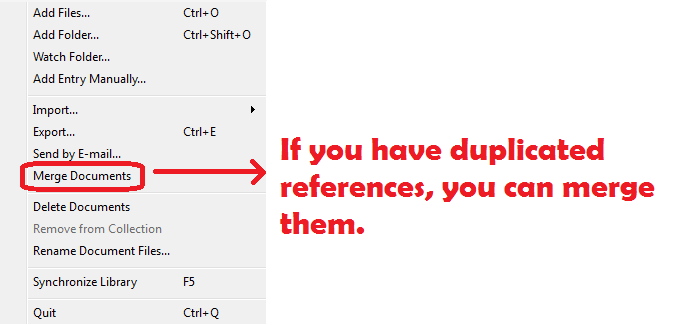 Add Files... Ctrl+O
Add Folder... Ctrl+Shift+O
Watch Folder...
Add Entry Manually...
Import...
Export... Ctrl+E
Send by E-mail...
Merge Documents
Delete Documents
Remove from Collection
Rename Document Files...
Synchronize Library F5
Quit Ctrl+Q
If you have duplicated
references, you can merge
them.